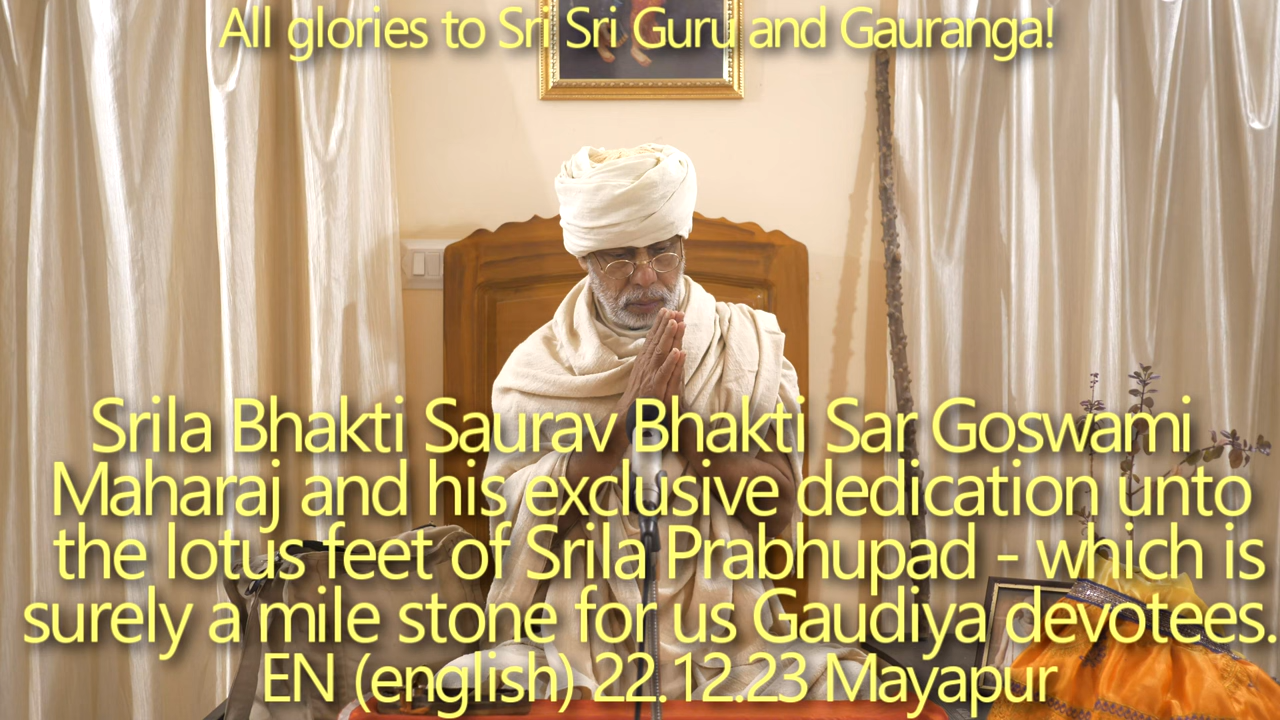 All glories to Sri Sri Guru and Gauranga!
Srila Bhakti Saurav Bhakti Sar Goswami
Maharaj and his exclusive dedication unto
the lotus feet of Srila Prabhupad - which is
surely a mile stone for us Gaudiya devotees.
EN (english) 22.12.23 Mayapur